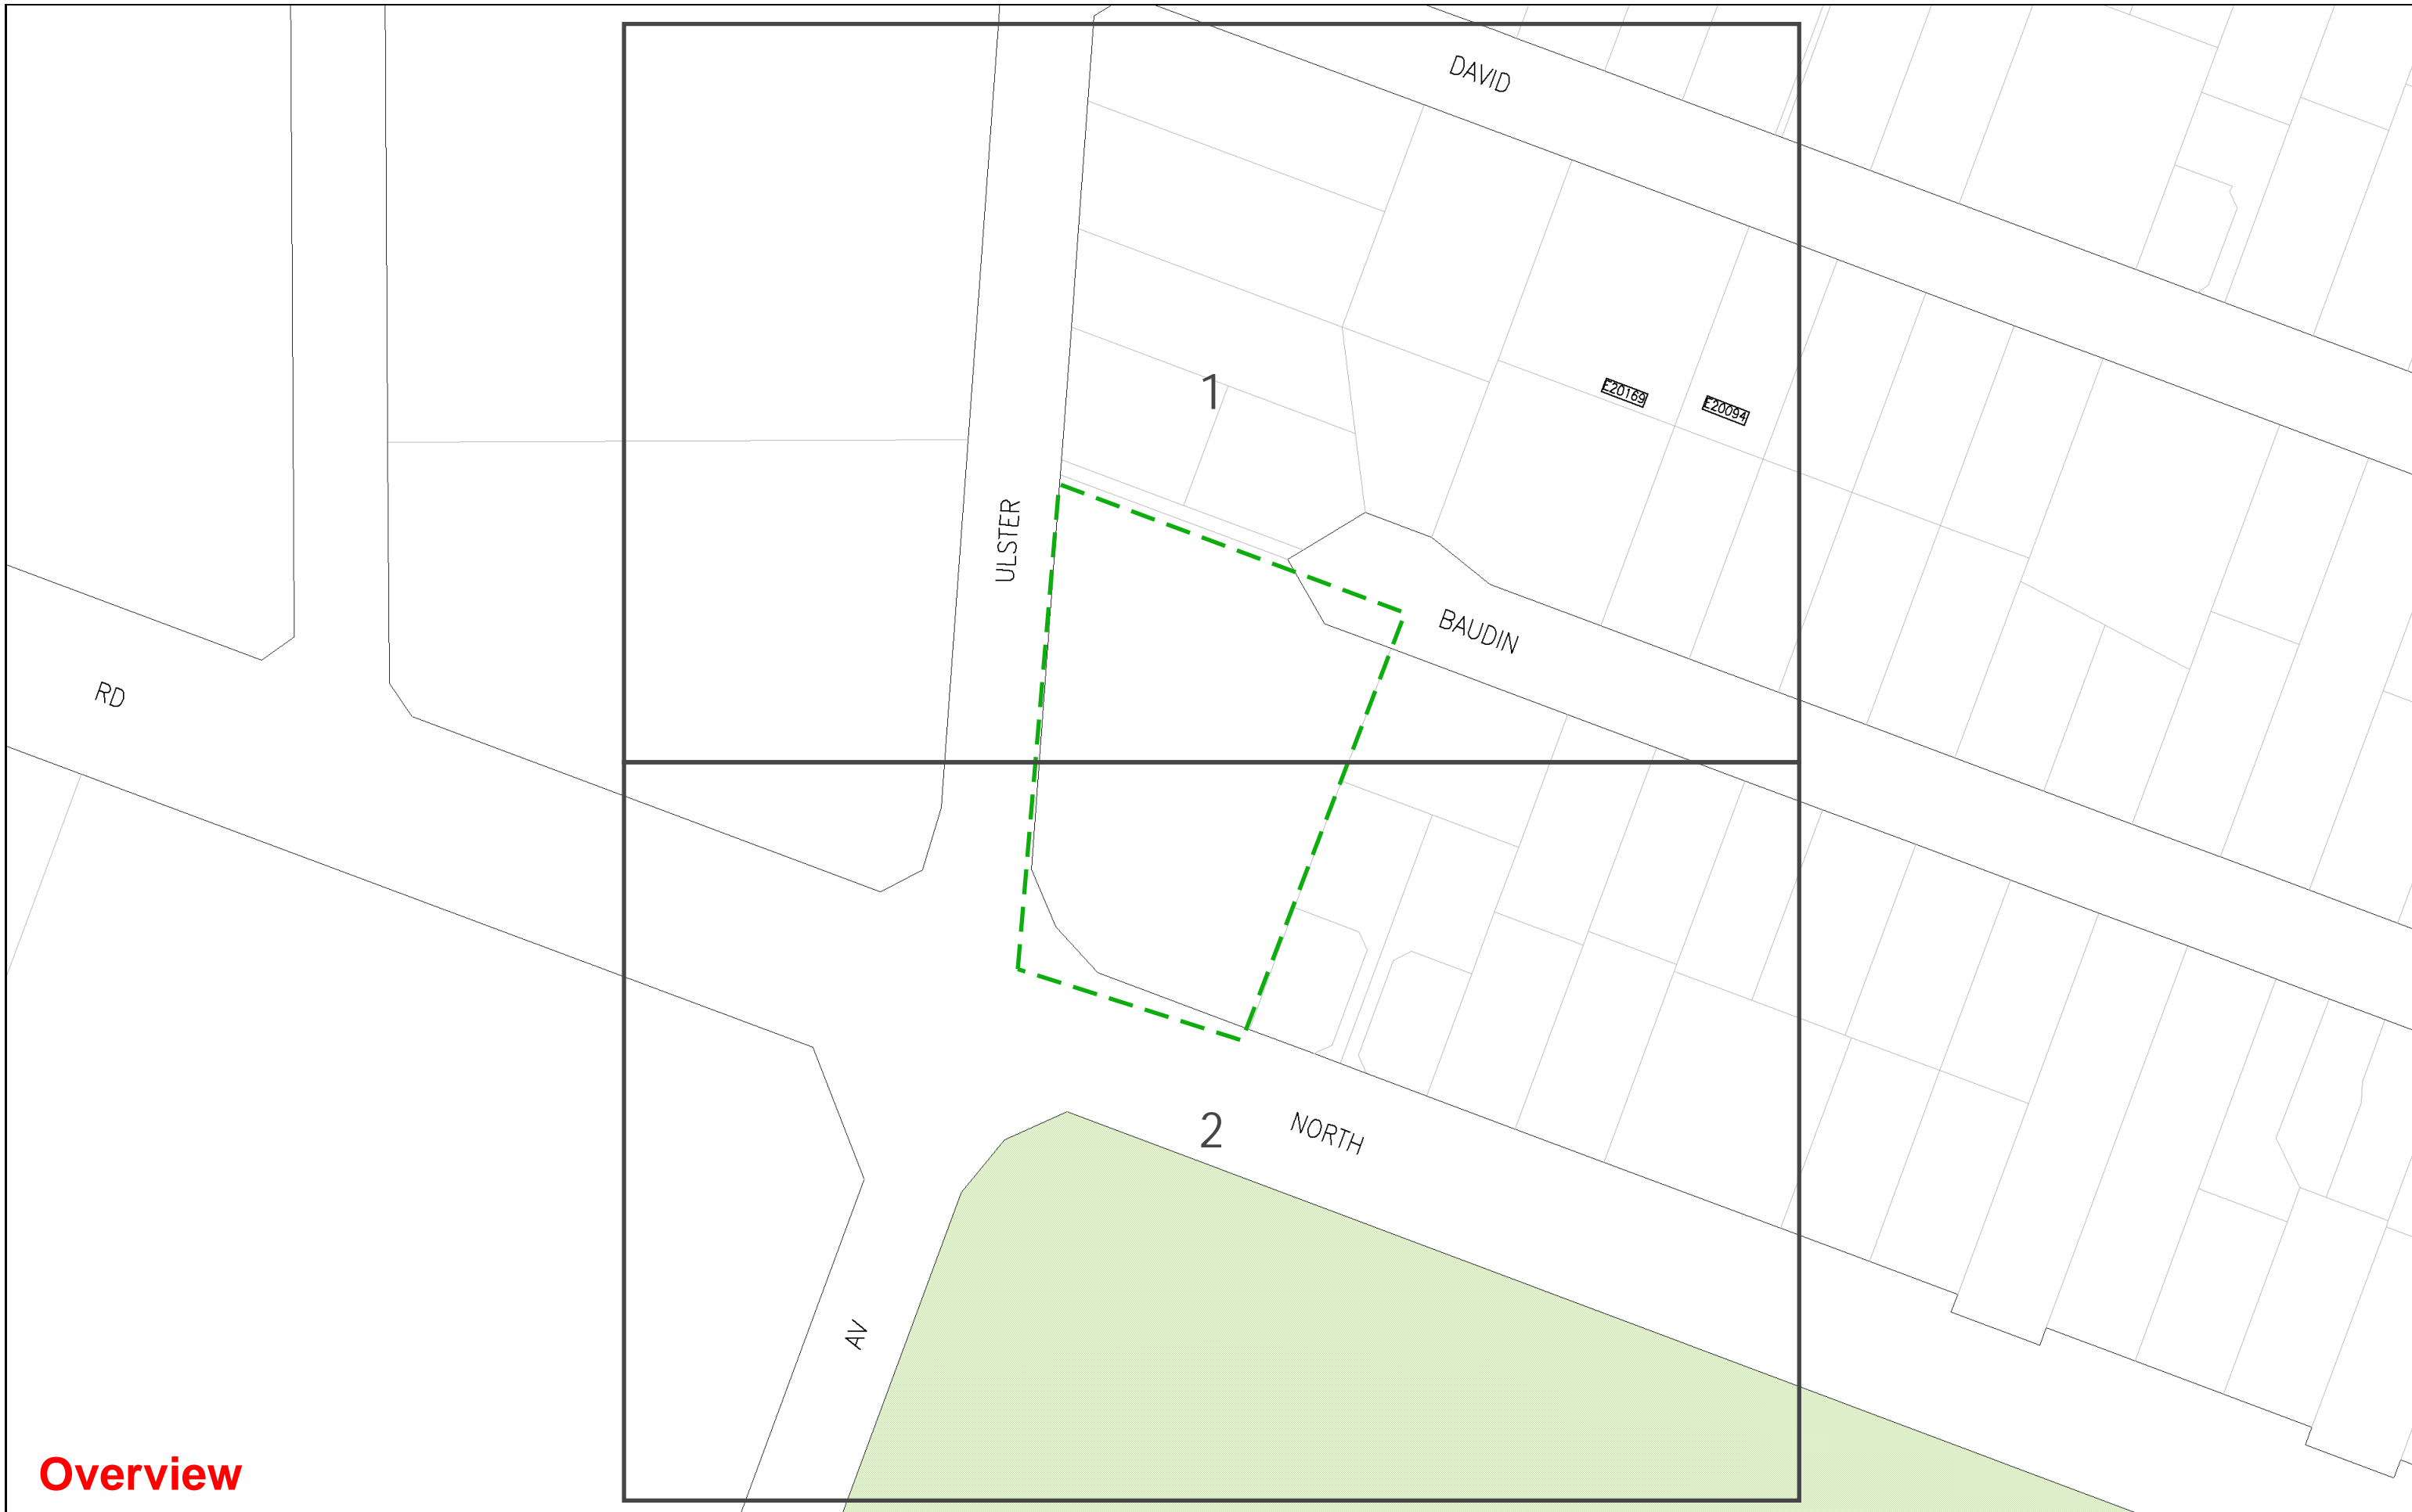 DAVID
1
E20169
E20094
ULSTER
BAUDIN
RD
2
NORTH
AV
Overview